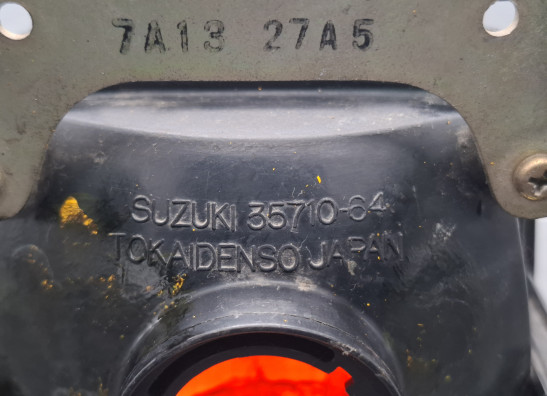 7A13 27A5
SUZUKI 35710-64
TOKAIDENSO JAPAN